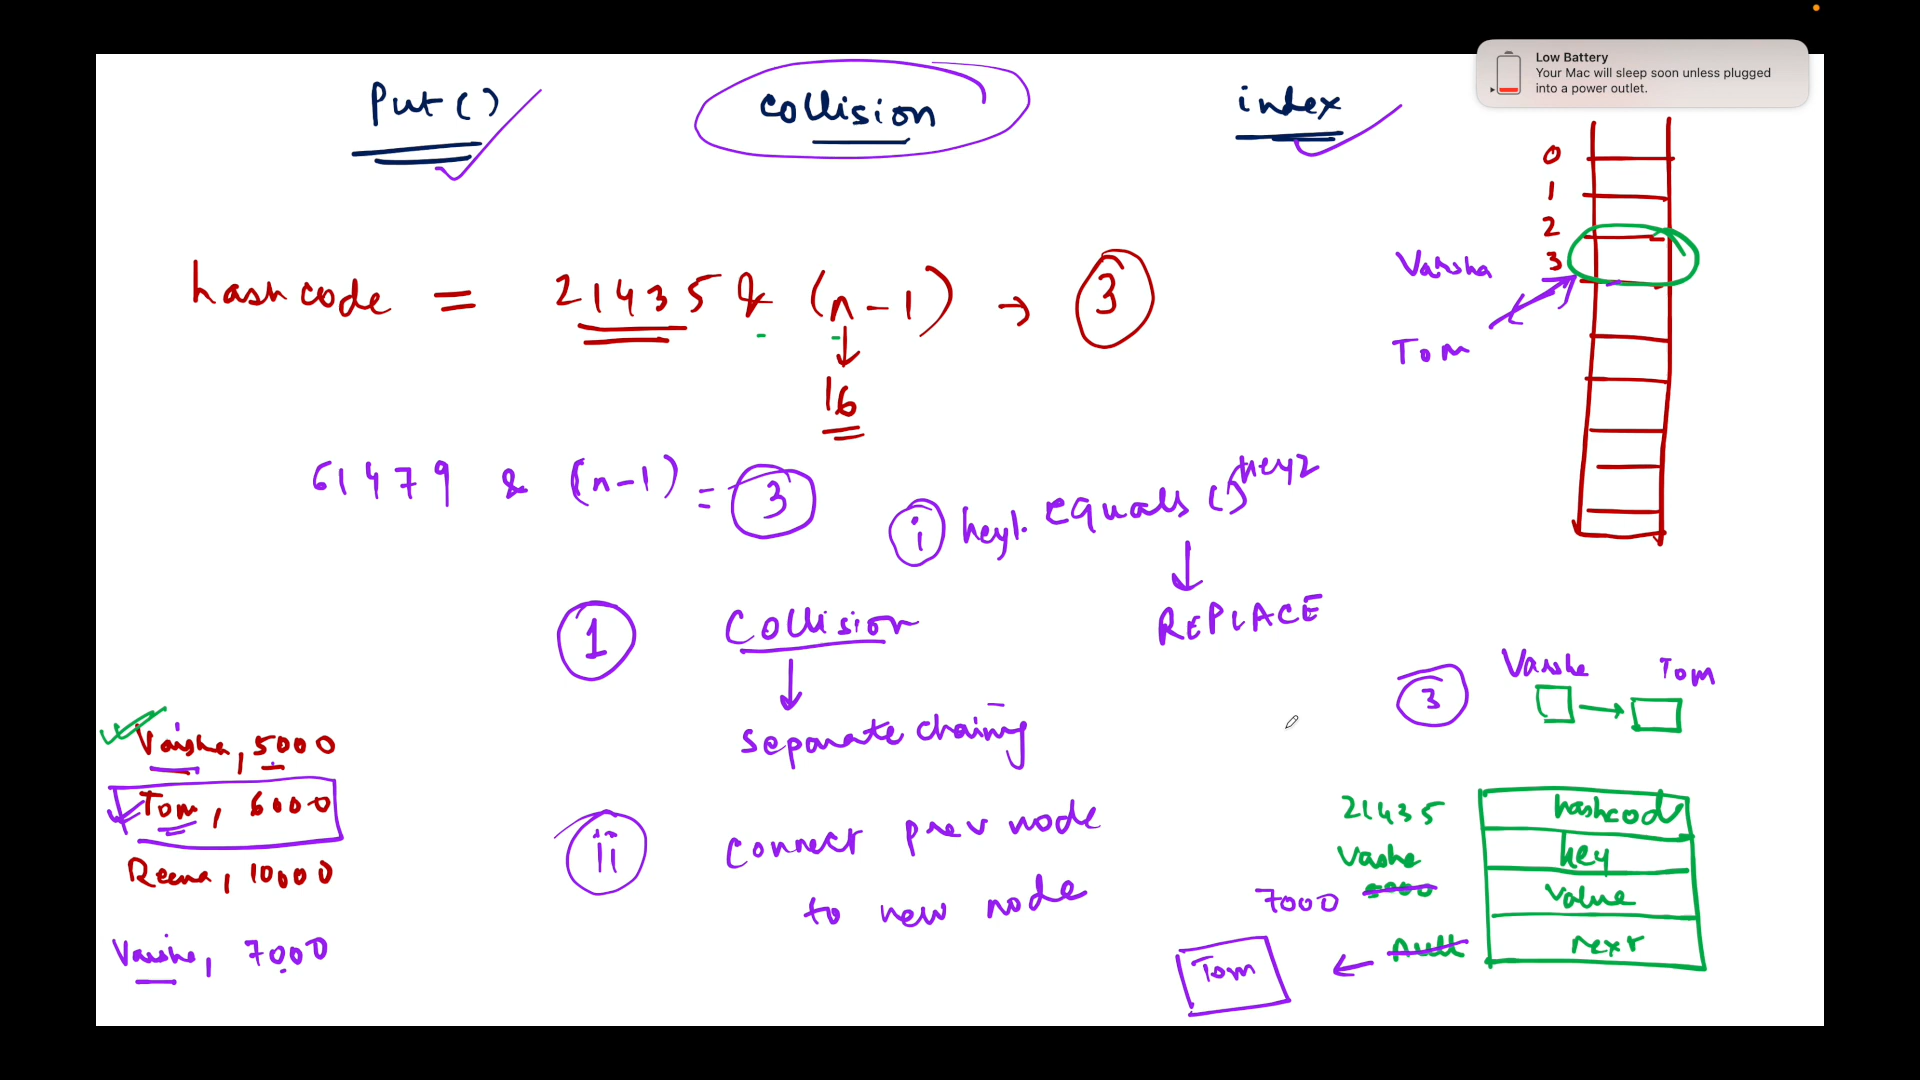 Put()
Collision
index
Low Battery
Your Mac will sleep soon unless plugged
into a power outlet.
0
1
2
3
Varsha
Tom
hashcode = 21435 & (n-1) → 3
16
61479 & (n-1) = 3
i key1. equals () key2
REPLACE
1 Collision
separate chaining
ii connect prev node
to new node
Varsha, 5000
Tom, 6000
Reena, 10000
Varsha, 7000
3 Varsha → Tom
21435 hashcode
Varsha key
7000 5000 value
Tom ← null next